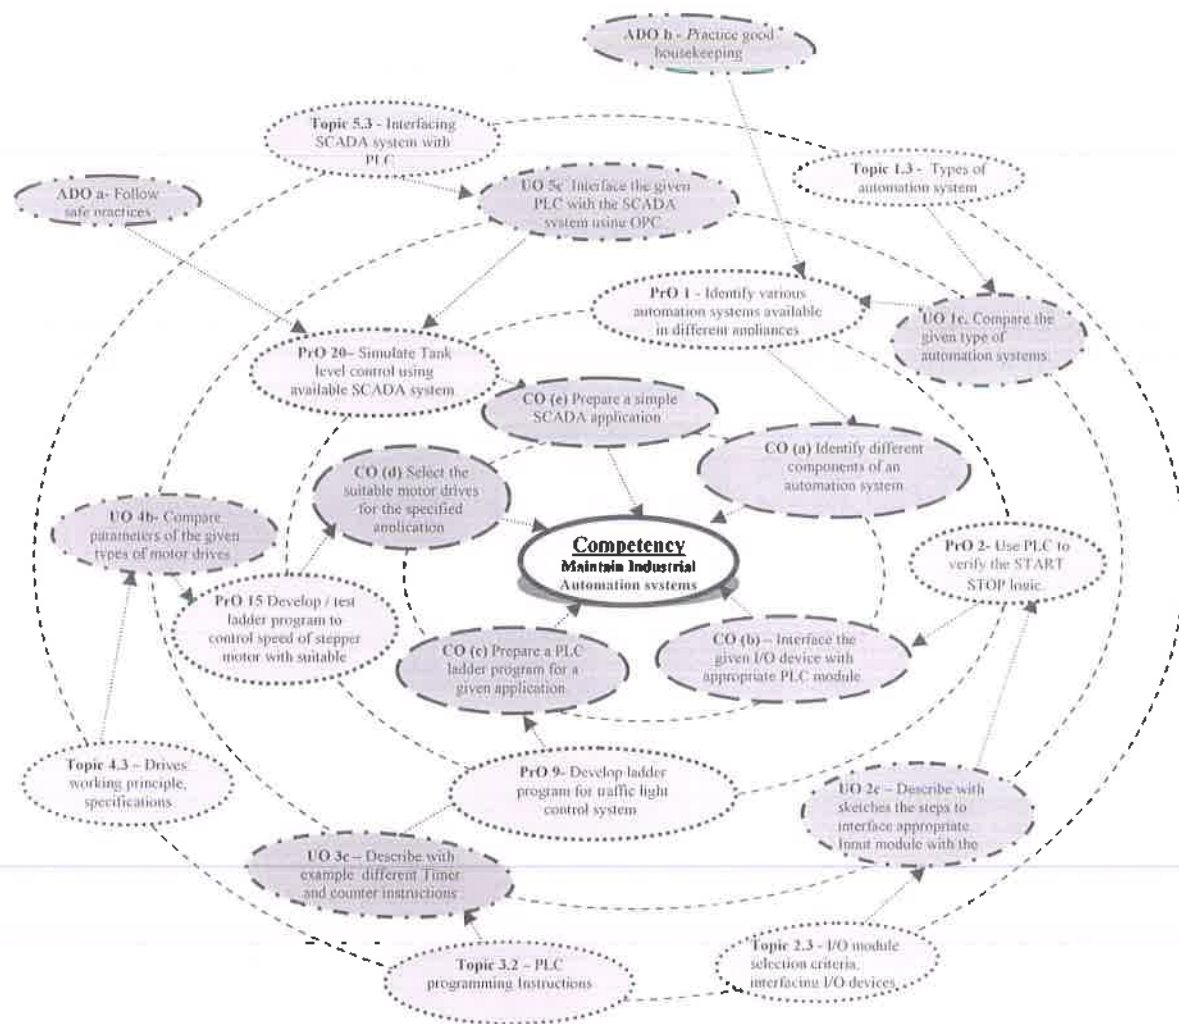 ADO b - Practice good
housekeeping
Topic 5.3 - Interfacing
SCADA system with
PLC
Topic 1.3 - Types of
automation system
ADO a- Follow
safe practices
UO 5c Interface the given
PLC with the SCADA
system using OPC
PrO 1 - Identify various
automation systems available
in different appliances
UO 1c. Compare the
given type of
automation systems
PrO 20– Simulate Tank
level control using
available SCADA system
CO (e) Prepare a simple
SCADA application
CO (a) Identify different
components of an
automation system
CO (d) Select the
suitable motor drives
for the specified
application
UO 4b- Compare
parameters of the given
types of motor drives
Competency
Maintain Industrial
Automation systems
PrO 2- Use PLC to
verify the START
STOP logic.
PrO 15 Develop / test
ladder program to
control speed of stepper
motor with suitable
CO (c) Prepare a PLC
ladder program for a
given application
CO (b) – Interface the
given I/O device with
appropriate PLC module
Topic 4.3 – Drives
working principle,
specifications
PrO 9- Develop ladder
program for traffic light
control system
UO 2c – Describe with
sketches the steps to
interface appropriate
Input module with the
UO 3c – Describe with
example different Timer
and counter instructions
Topic 3.2 – PLC
programming Instructions
Topic 2.3 - I/O module
selection criteria,
interfacing I/O devices